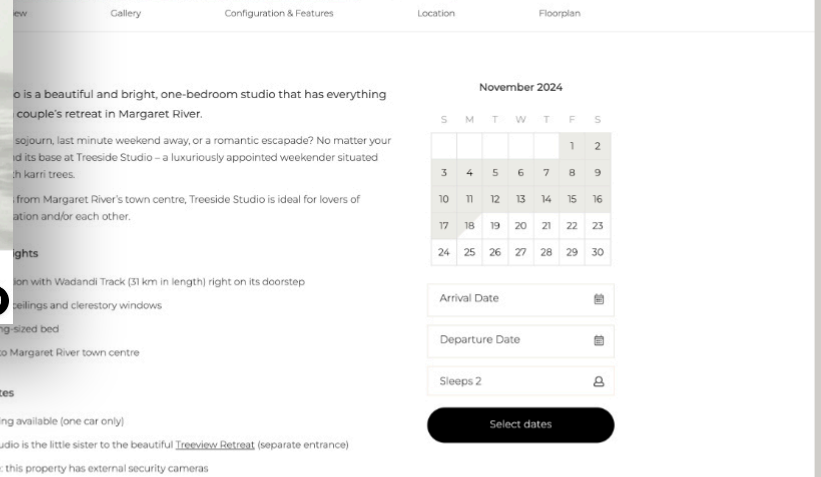 ew Gallery Configuration & Features Location Floorplan
o is a beautiful and bright, one-bedroom studio that has everything
couple's retreat in Margaret River.
sojourn, last minute weekend away, or a romantic escapade? No matter your
d its base at Treeside Studio – a luxuriously appointed weekender situated
h karri trees.
from Margaret River's town centre, Treeside Studio is ideal for lovers of
ation and/or each other.
ghts
ion with Wadandi Track (31 km in length) right on its doorstep
ceilings and clerestory windows
ng-sized bed
to Margaret River town centre
tes
ing available (one car only)
udio is the little sister to the beautiful Treeview Retreat (separate entrance)
: this property has external security cameras
November 2024
S M T W T F S
1 2
3 4 5 6 7 8 9
10 11 12 13 14 15 16
17 18 19 20 21 22 23
24 25 26 27 28 29 30
Arrival Date
Departure Date
Sleeps 2
Select dates